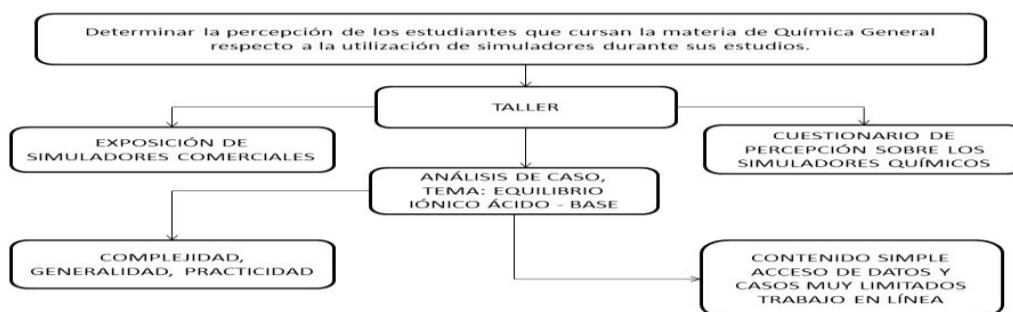 Determinar la percepción de los estudiantes que cursan la materia de Química General
respecto a la utilización de simuladores durante sus estudios.
TALLER
EXPOSICIÓN DE
SIMULADORES COMERCIALES
CUESTIONARIO DE
PERCEPCIÓN SOBRE LOS
SIMULADORES QUÍMICOS
ANÁLISIS DE CASO,
TEMA: EQUILIBRIO
IÓNICO ÁCIDO - BASE
COMPLEJIDAD,
GENERALIDAD, PRACTICIDAD
CONTENIDO SIMPLE
ACCESO DE DATOS Y
CASOS MUY LIMITADOS
TRABAJO EN LÍNEA